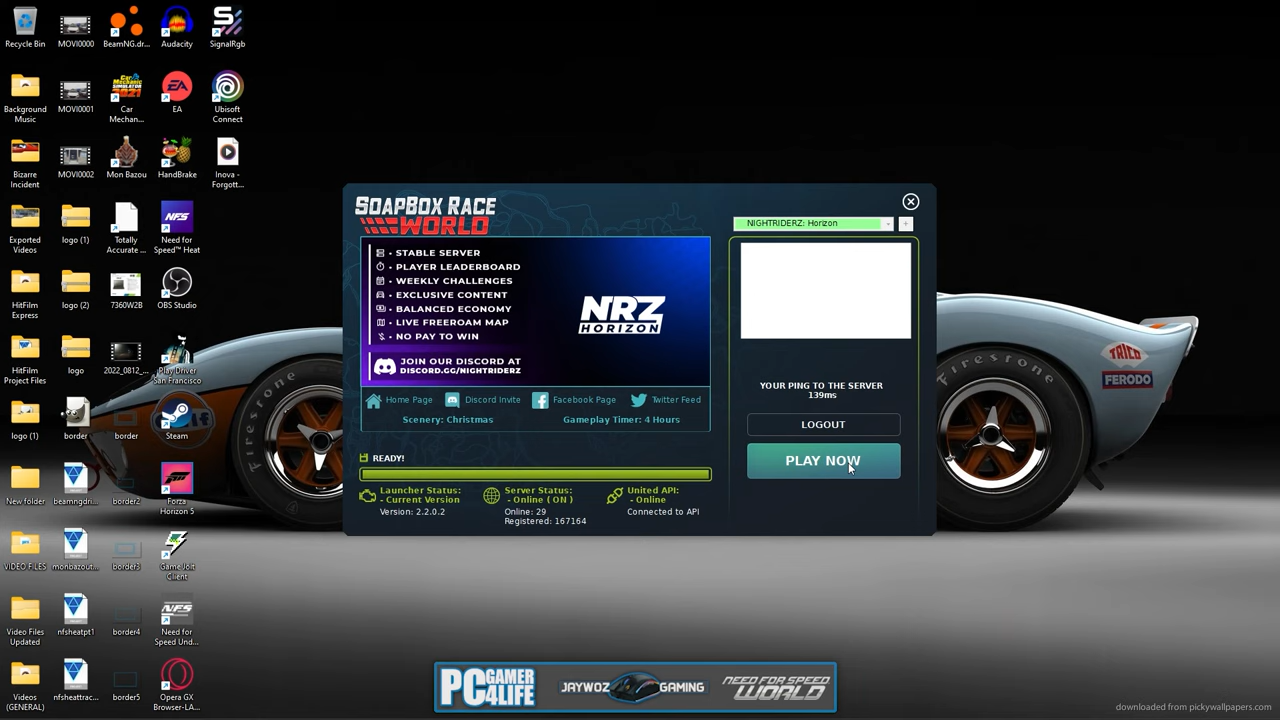 Recycle Bin
MOVI0000
BeamNG.dr...
Audacity
SignalRgb
Background
Music
MOVI0001
Car
Mechan...
EA
Ubisoft
Connect
Bizarre
Incident
MOVI0002
Mon Bazou
HandBrake
Inova -
Forgott...
Exported
Videos
logo (1)
Totally
Accurate ...
Need for
Speed™ Heat
HitFilm
Express
logo (2)
7360W2B
OBS Studio
HitFilm
Project Files
logo
2022_0812_...
Play Driver
San Francisco
logo (1)
border
border
Steam
New folder
beamngdri...
border2
Forza
Horizon 5
VIDEO FILES
monbazout...
border3
Game Jolt
Client
Video Files
Updated
nfsheatpt1
border4
Need for
Speed Und...
Videos
(GENERAL)
nfsheattrac...
border5
Opera GX
Browser-LA...
SOAPBOX RACE
WORLD
NIGHTRIDERZ: Horizon
+
• STABLE SERVER
• PLAYER LEADERBOARD
• WEEKLY CHALLENGES
• EXCLUSIVE CONTENT
• BALANCED ECONOMY
• LIVE FREEROAM MAP
• NO PAY TO WIN
NRZ
HORIZON
JOIN OUR DISCORD AT
DISCORD.GG/NIGHTRIDERZ
Home Page
Discord Invite
Facebook Page
Twitter Feed
Scenery: Christmas
Gameplay Timer: 4 Hours
YOUR PING TO THE SERVER
139ms
LOGOUT
PLAY NOW
READY!
Launcher Status:
- Current Version
Version: 2.2.0.2
Server Status:
- Online ( ON )
Online: 29
Registered: 167164
United API:
- Online
Connected to API
Firestone
Firestone
TRICO
FERODO
PC GAMER
4LIFE
JAYWOZ GAMING
NEED FOR SPEED
WORLD
downloaded from pickywallpapers.com